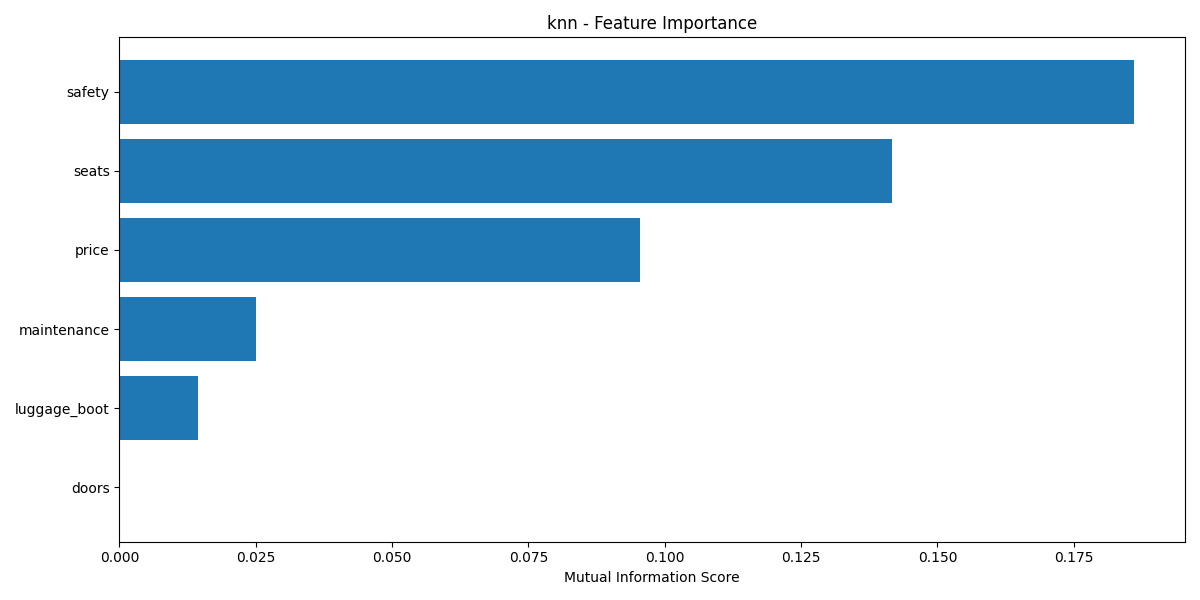 knn - Feature Importance
safety
seats
price
maintenance
luggage_boot
doors
0.000 0.025 0.050 0.075 0.100 0.125 0.150 0.175
Mutual Information Score